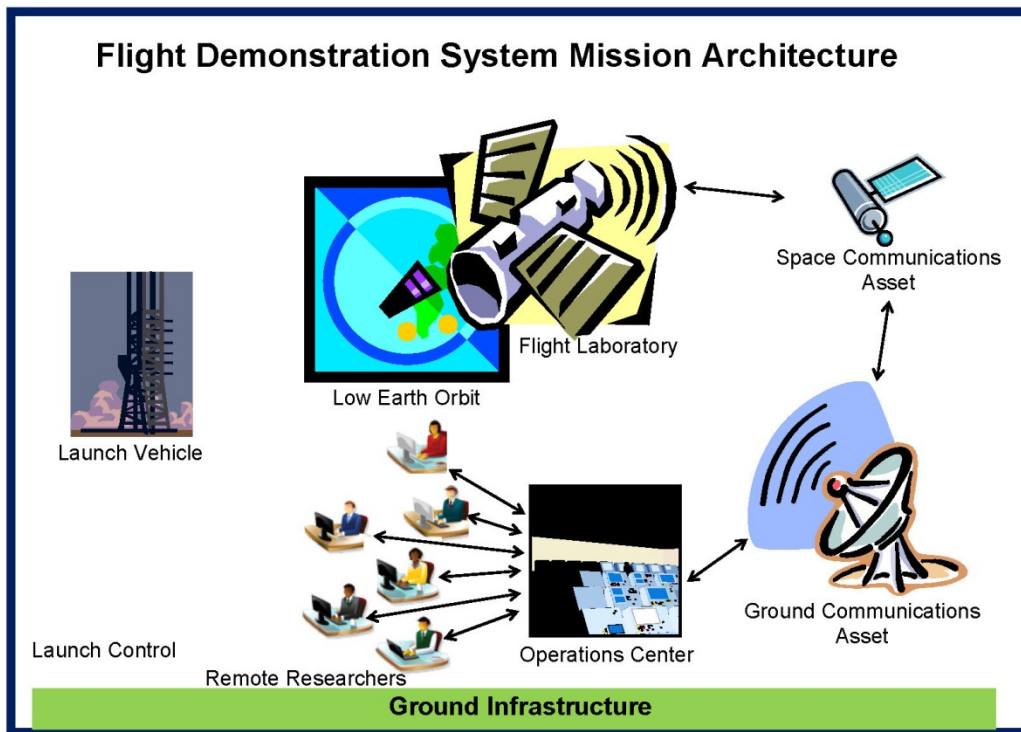 Flight Demonstration System Mission Architecture
Space Communications
Asset
Flight Laboratory
Low Earth Orbit
Launch Vehicle
Ground Communications
Asset
Launch Control
Operations Center
Remote Researchers
Ground Infrastructure